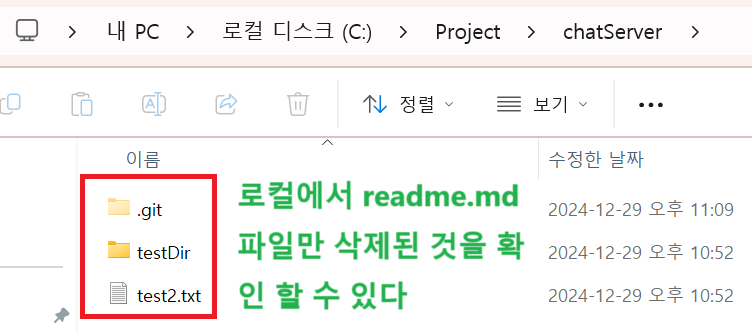 내 PC > 로컬 디스크 (C:) > Project > chatServer >
정렬 보기
이름 수정한 날짜
.git 2024-12-29 오후 11:09
testDir 2024-12-29 오후 10:52
test2.txt 2024-12-29 오후 10:52
로컬에서 readme.md
파일만 삭제된 것을 확
인 할 수 있다